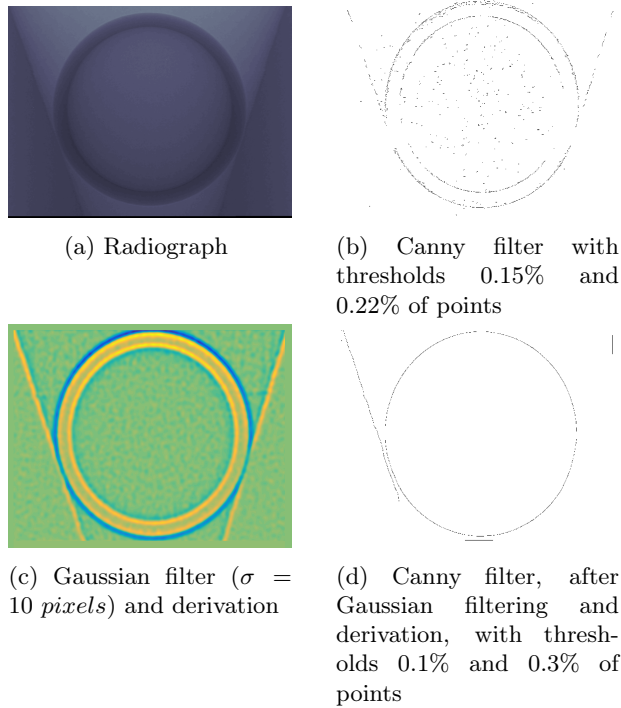 (a) Radiograph
(b) Canny filter with
thresholds 0.15% and
0.22% of points
(c) Gaussian filter (σ =
10 pixels) and derivation
(d) Canny filter, after
Gaussian filtering and
derivation, with thresh-
olds 0.1% and 0.3% of
points